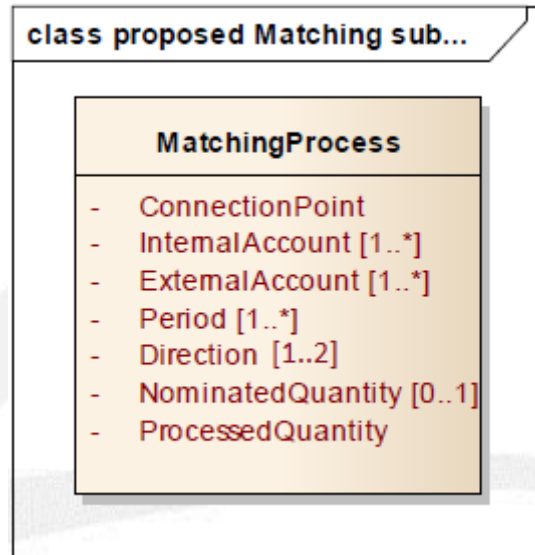 class proposed Matching sub...
MatchingProcess
- ConnectionPoint
- InternalAccount [1..*]
- ExternalAccount [1..*]
- Period [1..*]
- Direction [1..2]
- NominatedQuantity [0..1]
- ProcessedQuantity